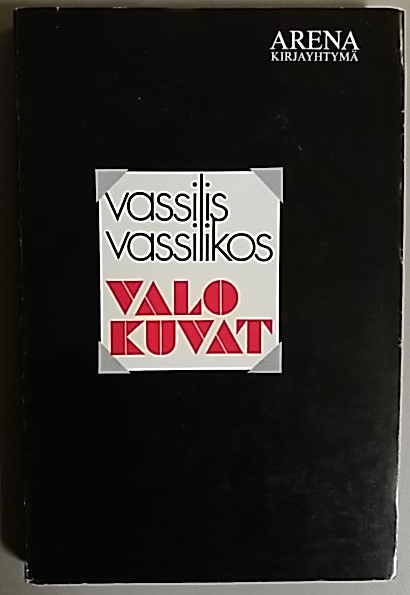 ARENA
KIRJAYHTYMÄ
vassilis
vassilikos
VALO
KUVAT